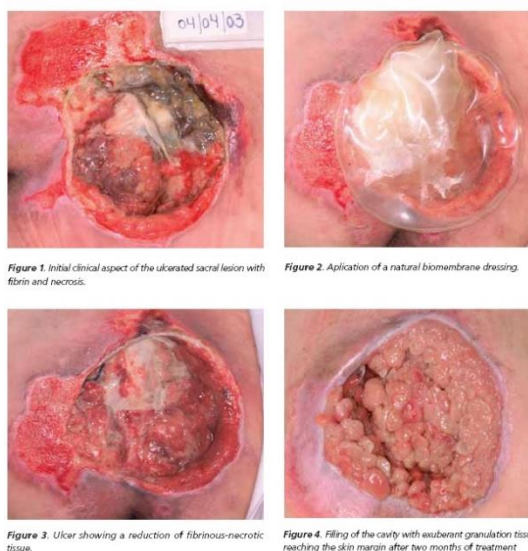 04/04/03
Figure 1. Initial clinical aspect of the ulcerated sacral lesion with
fibrin and necrosis.
Figure 2. Aplication of a natural biomembrane dressing.
Figure 3. Ulcer showing a reduction of fibrinous-necrotic
tissue.
Figure 4. Filling of the cavity with exuberant granulation tiss
reaching the skin margin after two months of treatment